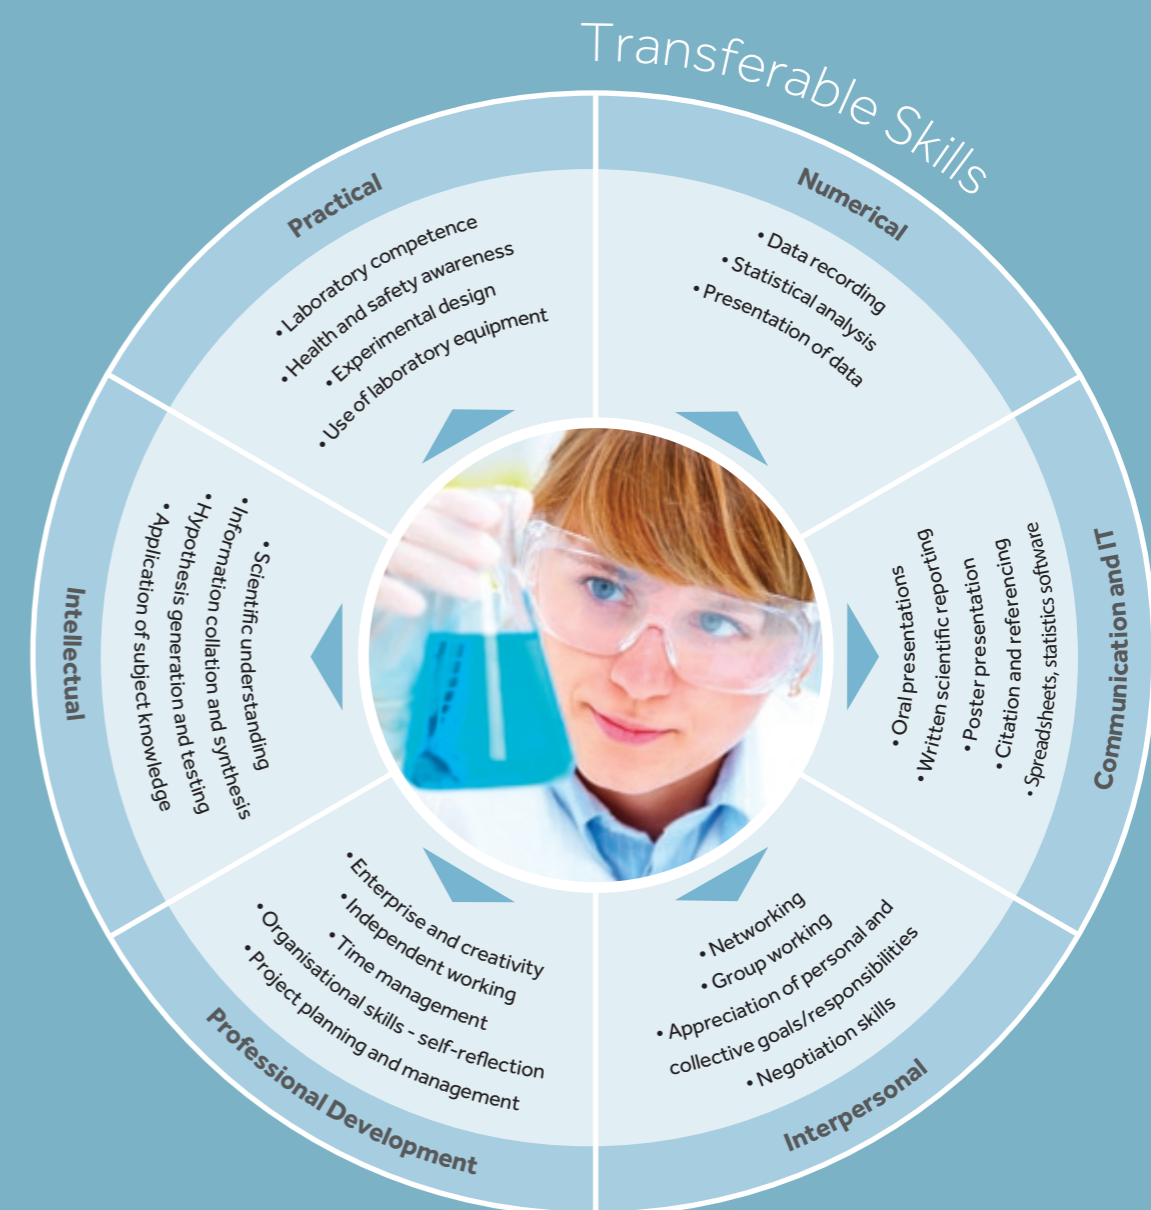 Transferable Skills
Numerical
• Data recording
• Statistical analysis
• Presentation of data
Communication and IT
• Oral presentations
• Written scientific reporting
• Poster presentation
• Citation and referencing
• Spreadsheets, statistics software
Interpersonal
• Networking
• Group working
• Appreciation of personal and
collective goals/responsibilities
• Negotiation skills
Professional Development
• Enterprise and creativity
• Independent working
• Time management
• Organisational skills - self-reflection
• Project planning and management
Intellectual
• Scientific understanding
• Information collation and synthesis
• Hypothesis generation and testing
• Application of subject knowledge
Practical
• Laboratory competence
• Health and safety awareness
• Experimental design
• Use of laboratory equipment